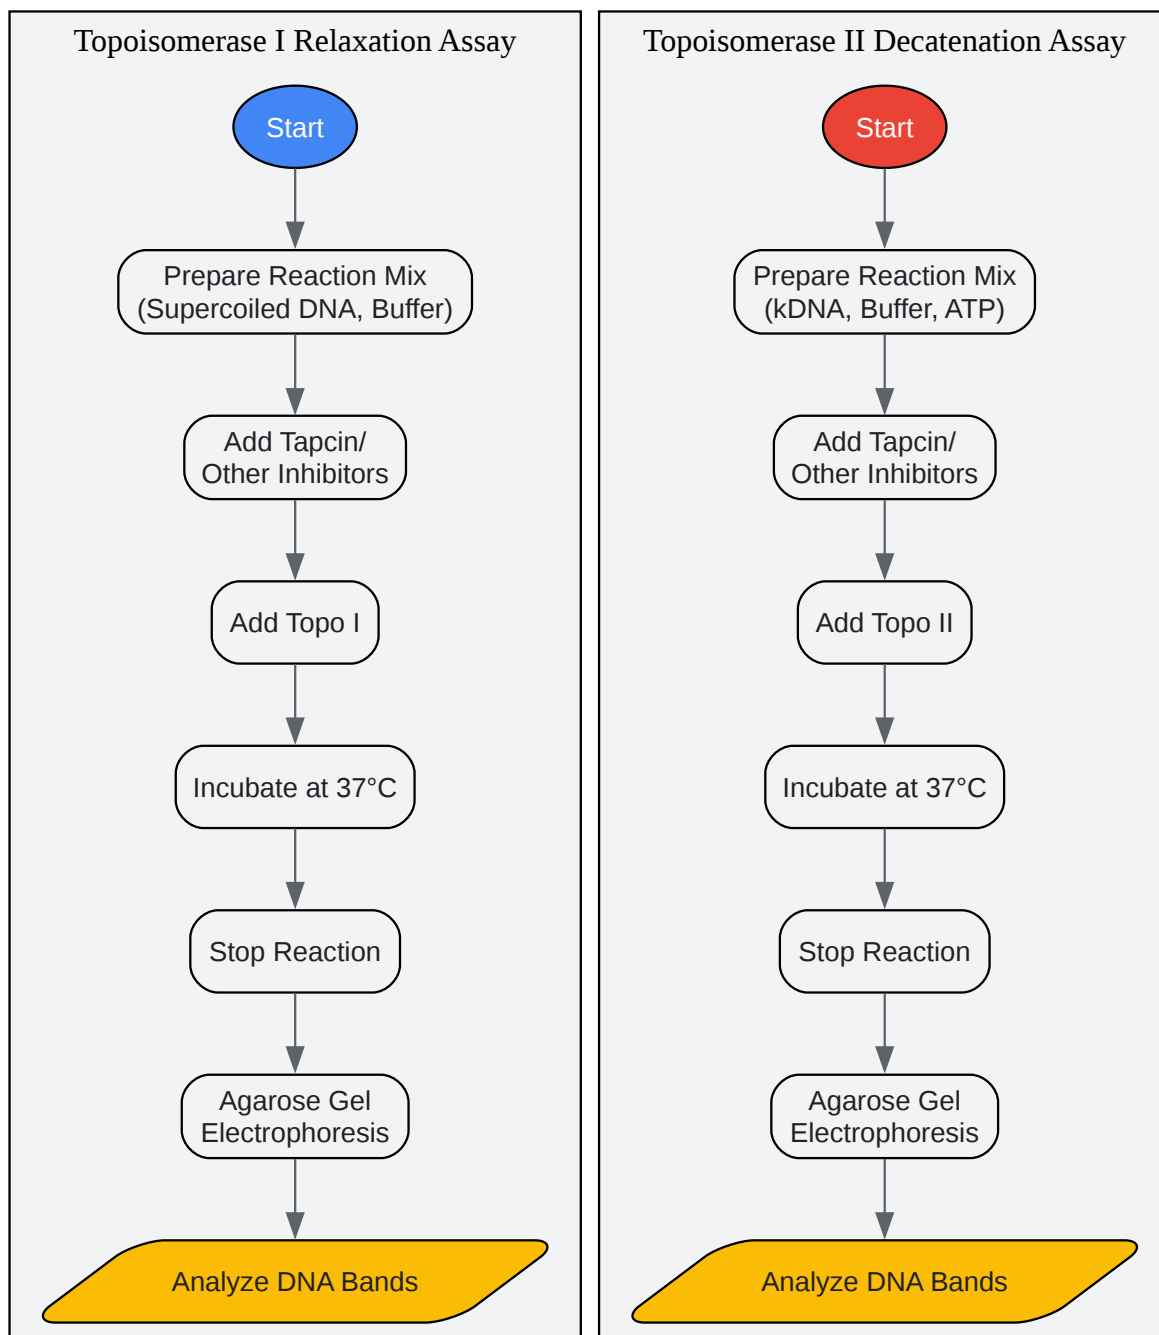 Topoisomerase I Relaxation Assay
Start
Prepare Reaction Mix
(Supercoiled DNA, Buffer)
Add Tapcin/
Other Inhibitors
Add Topo I
Incubate at 37°C
Stop Reaction
Agarose Gel
Electrophoresis
Analyze DNA Bands
Topoisomerase II Decatenation Assay
Start
Prepare Reaction Mix
(kDNA, Buffer, ATP)
Add Tapcin/
Other Inhibitors
Add Topo II
Incubate at 37°C
Stop Reaction
Agarose Gel
Electrophoresis
Analyze DNA Bands